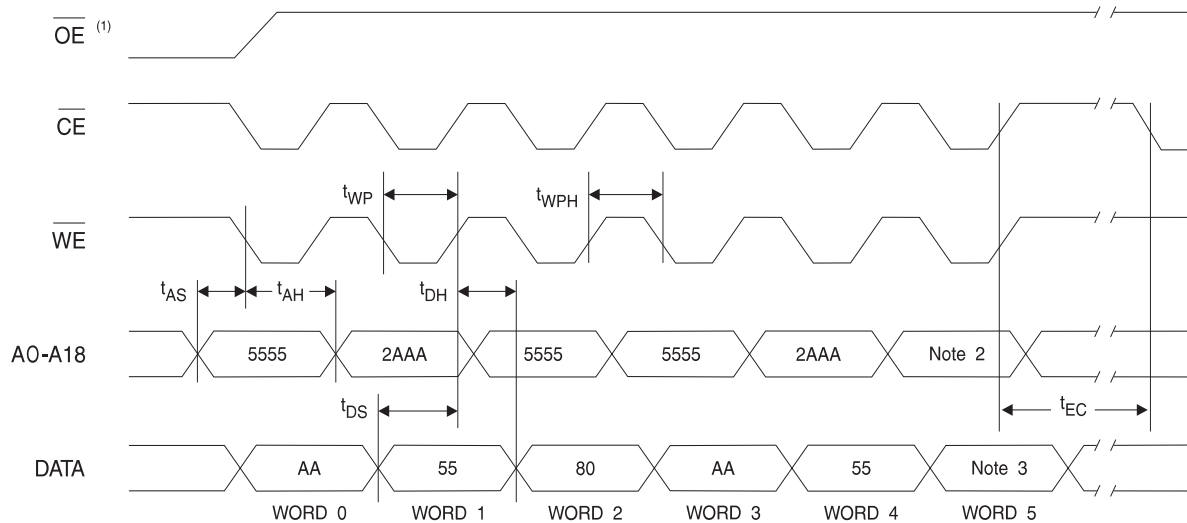 OE (1)
CE
tWP
tWPH
WE
tAS
tAH
tDH
AO-A18
5555
2AAA
5555
5555
2AAA
Note 2
tDS
tEC
DATA
AA
55
80
AA
55
Note 3
WORD 0
WORD 1
WORD 2
WORD 3
WORD 4
WORD 5